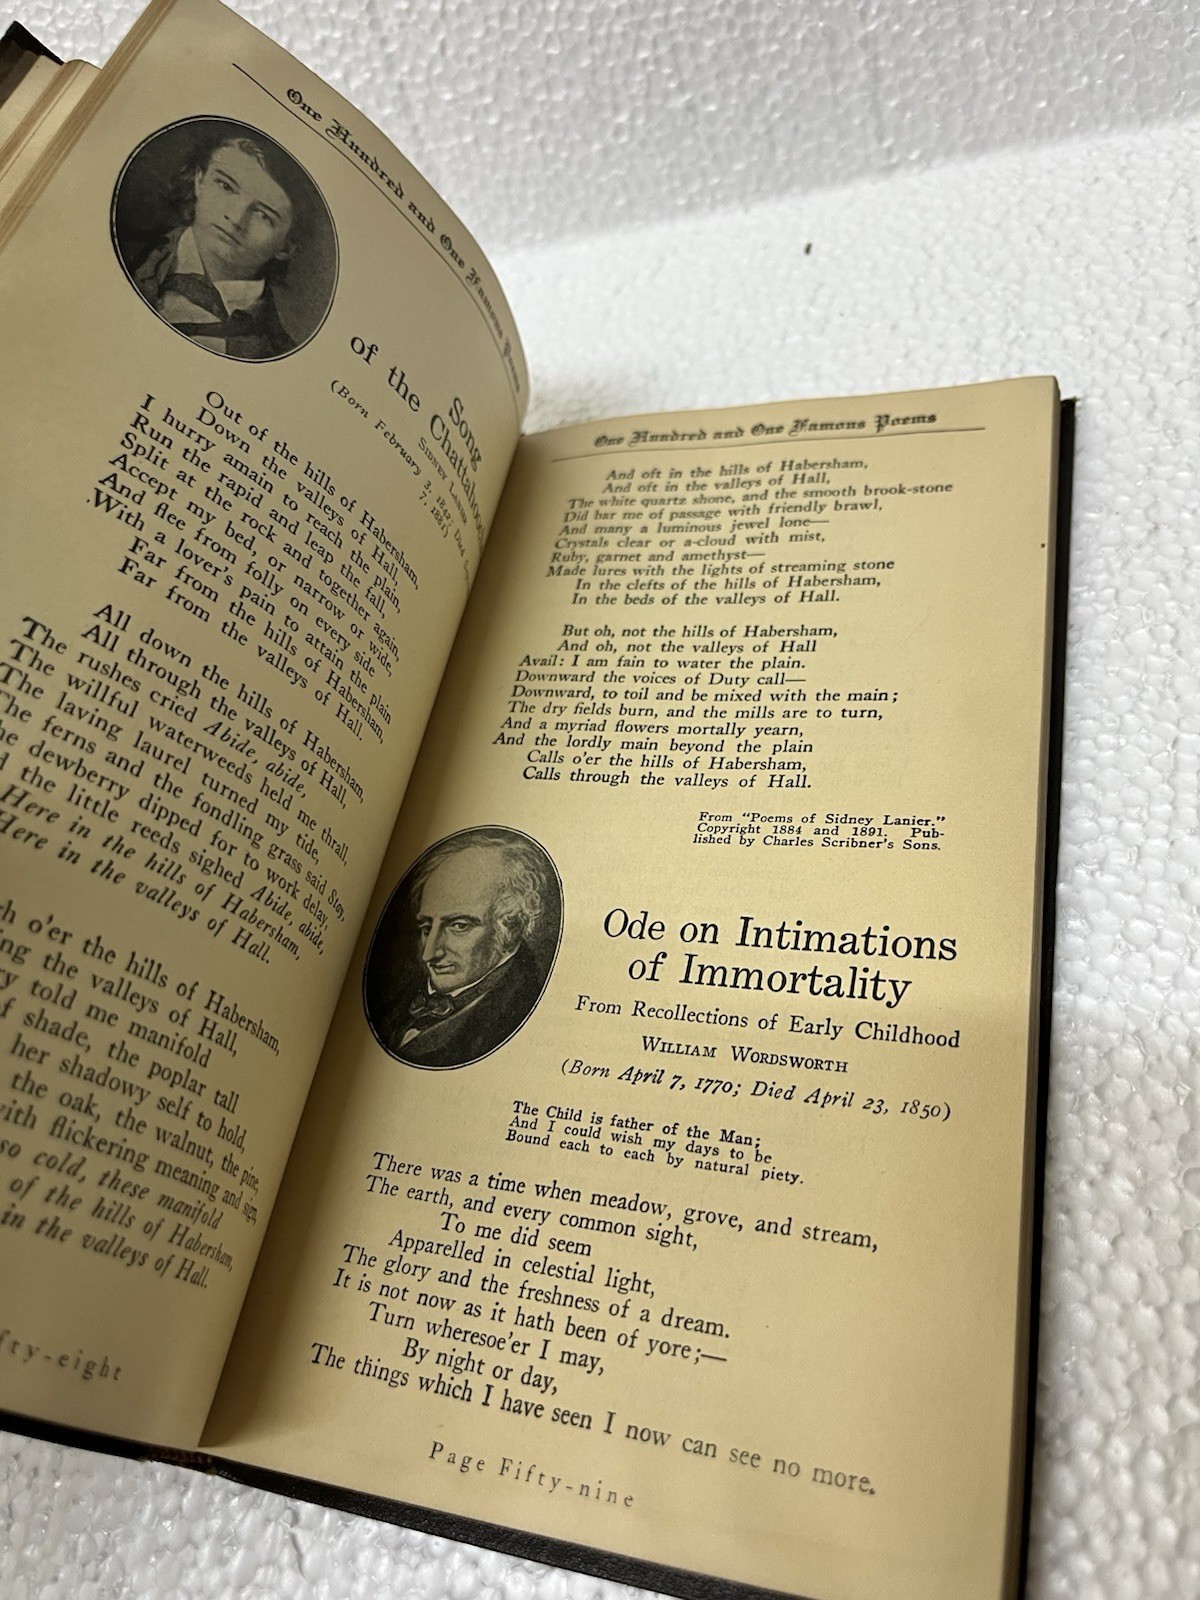 One Hundred and One Famous Poems
Song
of the Chattahoo
SIDNEY LANIER
(Born February 3, 1842; Died
7, 1881)
Out of the hills of Habersham,
Down the valleys of Hall,
I hurry amain to reach the plain,
Run the rapid and leap the fall,
Split at the rock and together again,
Accept my bed, or narrow or wide,
And flee from folly on every side
With a lover's pain to attain the plain
Far from the hills of Habersham,
Far from the valleys of Hall.
All down the hills of Habersham,
All through the valleys of Hall,
The rushes cried Abide, abide,
The willful waterweeds held me thrall,
The laving laurel turned my tide,
The ferns and the fondling grass said Stay,
he dewberry dipped for to work delay,
the little reeds sighed Abide, abide,
Here in the hills of Habersham,
Here in the valleys of Hall.
h o'er the hills of Habersham,
ing the valleys of Hall,
ry told me manifold
f shade, the poplar tall
her shadowy self to hold,
the oak, the walnut, the pine,
with flickering meaning and sign,
so cold, these manifold
of the hills of Habersham,
in the valleys of Hall.
fty-eight
One Hundred and One Famous Poems
And oft in the hills of Habersham,
And oft in the valleys of Hall,
The white quartz shone, and the smooth brook-stone
Did bar me of passage with friendly brawl,
And many a luminous jewel lone—
Crystals clear or a-cloud with mist,
Ruby, garnet and amethyst—
Made lures with the lights of streaming stone
In the clefts of the hills of Habersham,
In the beds of the valleys of Hall.
But oh, not the hills of Habersham,
And oh, not the valleys of Hall
Avail: I am fain to water the plain.
Downward the voices of Duty call—
Downward, to toil and be mixed with the main;
The dry fields burn, and the mills are to turn,
And a myriad flowers mortally yearn,
And the lordly main beyond the plain
Calls o'er the hills of Habersham,
Calls through the valleys of Hall.
From "Poems of Sidney Lanier."
Copyright 1884 and 1891. Pub-
lished by Charles Scribner's Sons.
Ode on Intimations
of Immortality
From Recollections of Early Childhood
WILLIAM WORDSWORTH
(Born April 7, 1770; Died April 23, 1850)
The Child is father of the Man;
And I could wish my days to be
Bound each to each by natural piety.
There was a time when meadow, grove, and stream,
The earth, and every common sight,
To me did seem
Apparelled in celestial light,
The glory and the freshness of a dream.
It is not now as it hath been of yore;—
Turn wheresoe'er I may,
By night or day,
The things which I have seen I now can see no more.
Page Fifty-nine